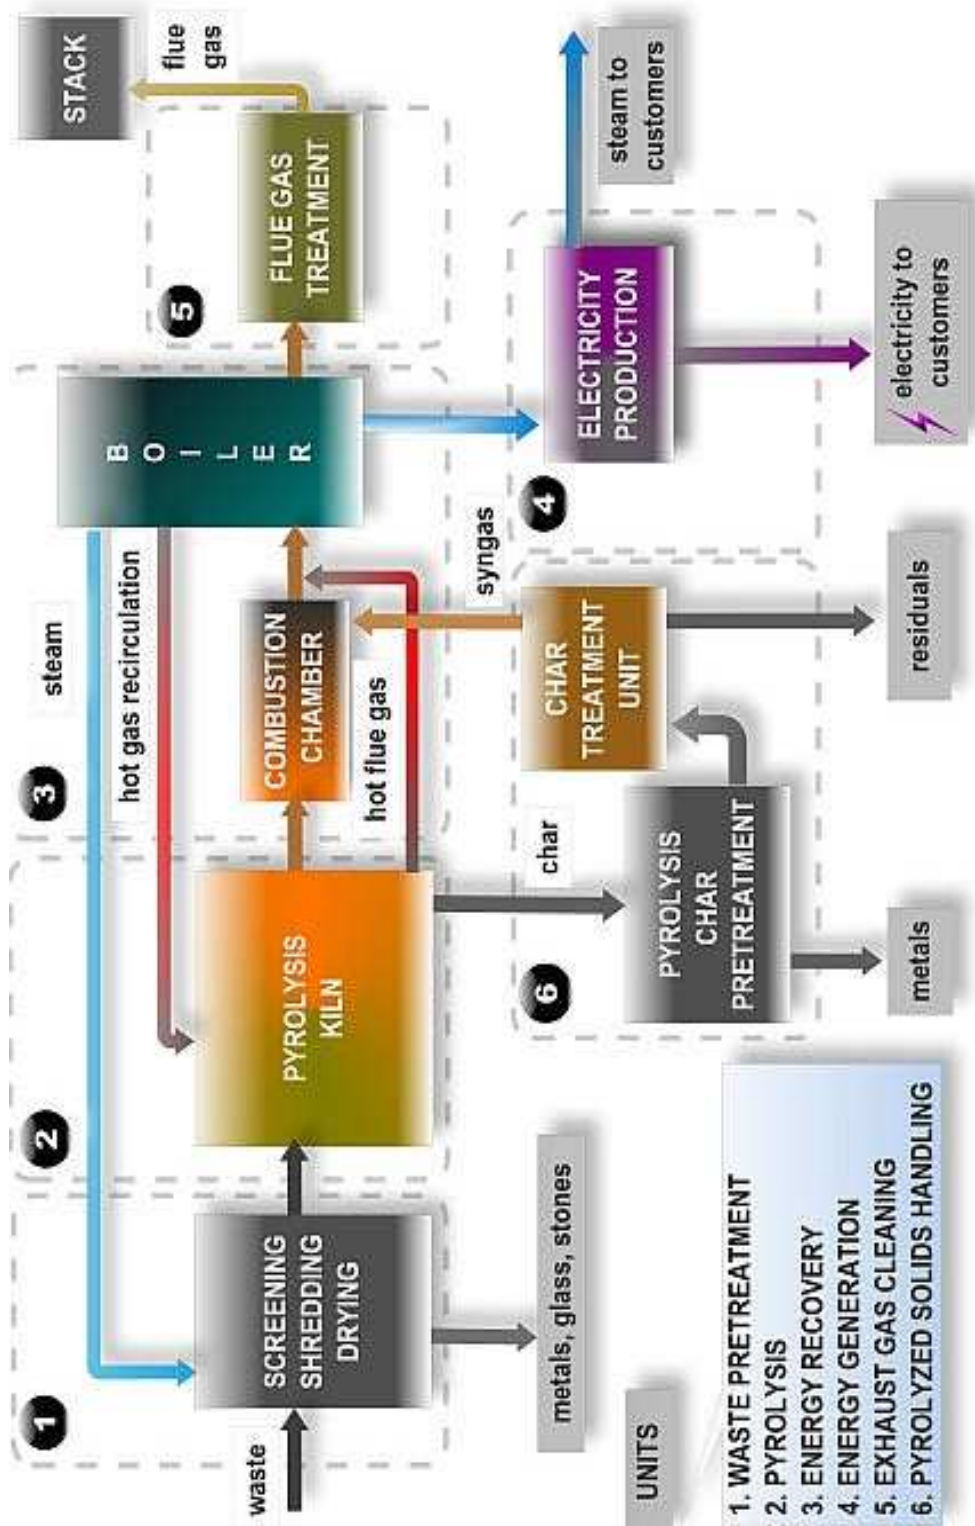 1
2
3
5
steam
hot gas recirculation
STACK
flue
gas
waste
SCREENING
SHREDDING
DRYING
PYROLYSIS
KILN
COMBUSTION
CHAMBER
B
O
I
L
E
R
FLUE GAS
TREATMENT
hot flue gas
metals, glass, stones
char
syngas
6
4
PYROLYSIS
CHAR
PRETREATMENT
CHAR
TREATMENT
UNIT
ELECTRICITY
PRODUCTION
steam to
customers
metals
residuals
electricity to
customers
UNITS
1. WASTE PRETREATMENT
2. PYROLYSIS
3. ENERGY RECOVERY
4. ENERGY GENERATION
5. EXHAUST GAS CLEANING
6. PYROLYZED SOLIDS HANDLING